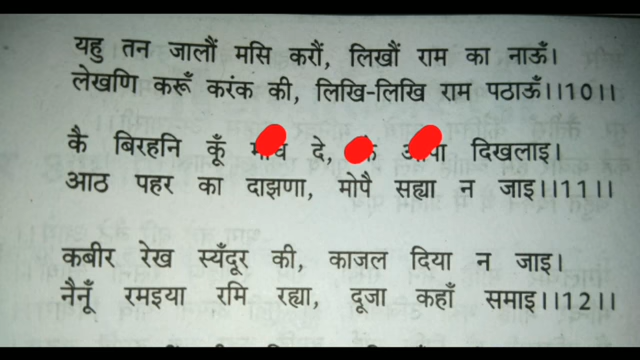 यहु तन जालौं मसि करौं, लिखौं राम का नाऊँ।
लेखणि करूँ करंक की, लिखि-लिखि राम पठाऊँ।।10।।
कै बिरहनि कूँ दे, दिखलाइ।
आठ पहर का दाझणा, मोपै सह्या न जाइ।।11।।
कबीर रेख स्यँदूर की, काजल दिया न जाइ।
नैनूँ रमइया रमि रह्या, दूजा कहाँ समाइ।।12।।